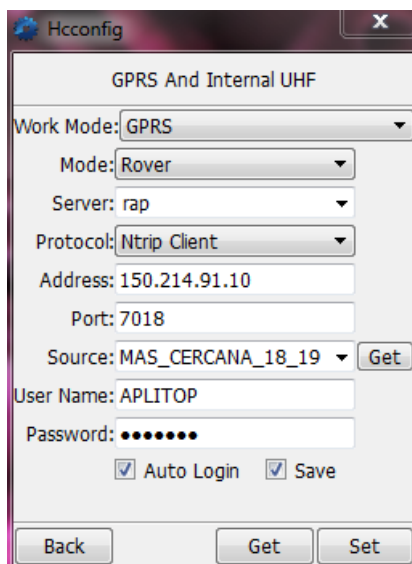 Hcconfig
GPRS And Internal UHF
Work Mode: GPRS
Mode: Rover
Server: rap
Protocol: Ntrip Client
Address: 150.214.91.10
Port: 7018
Source: MAS_CERCANA_18_19 Get
User Name: APLITOP
Password: •••••••
Auto Login Save
Back Get Set